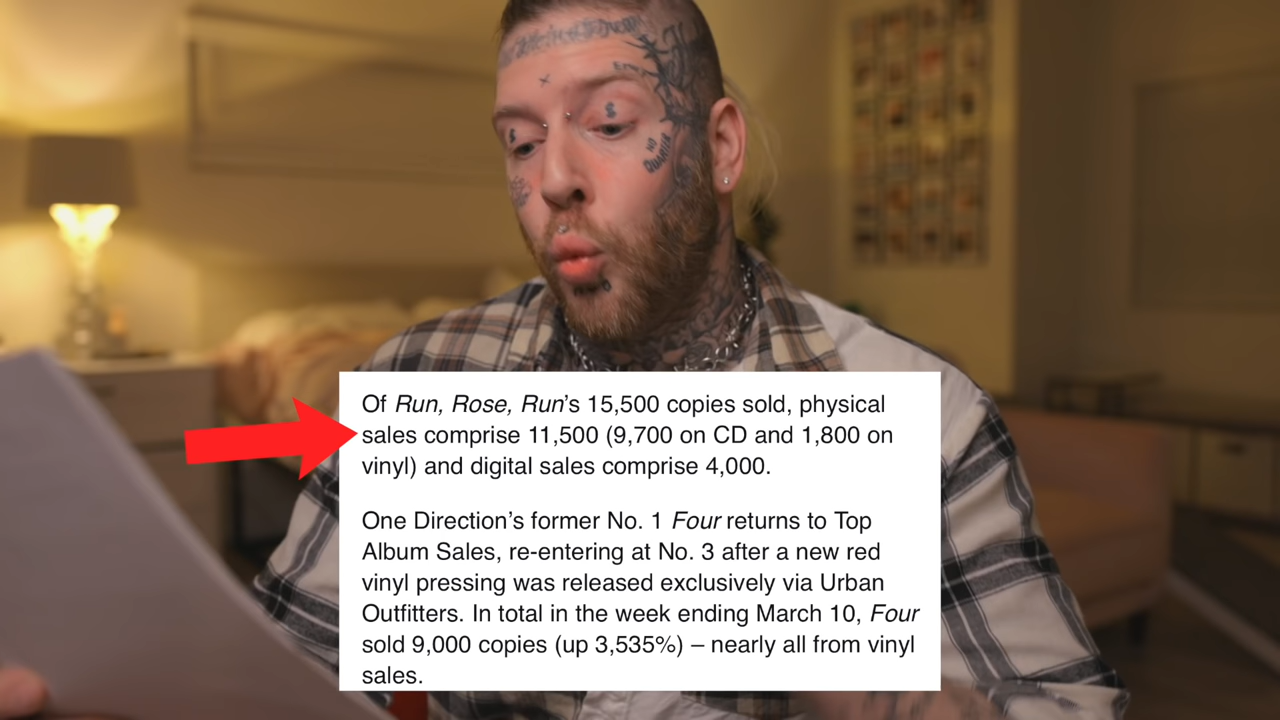 Of Run, Rose, Run's 15,500 copies sold, physical
sales comprise 11,500 (9,700 on CD and 1,800 on
vinyl) and digital sales comprise 4,000.
One Direction's former No. 1 Four returns to Top
Album Sales, re-entering at No. 3 after a new red
vinyl pressing was released exclusively via Urban
Outfitters. In total in the week ending March 10, Four
sold 9,000 copies (up 3,535%) – nearly all from vinyl
sales.